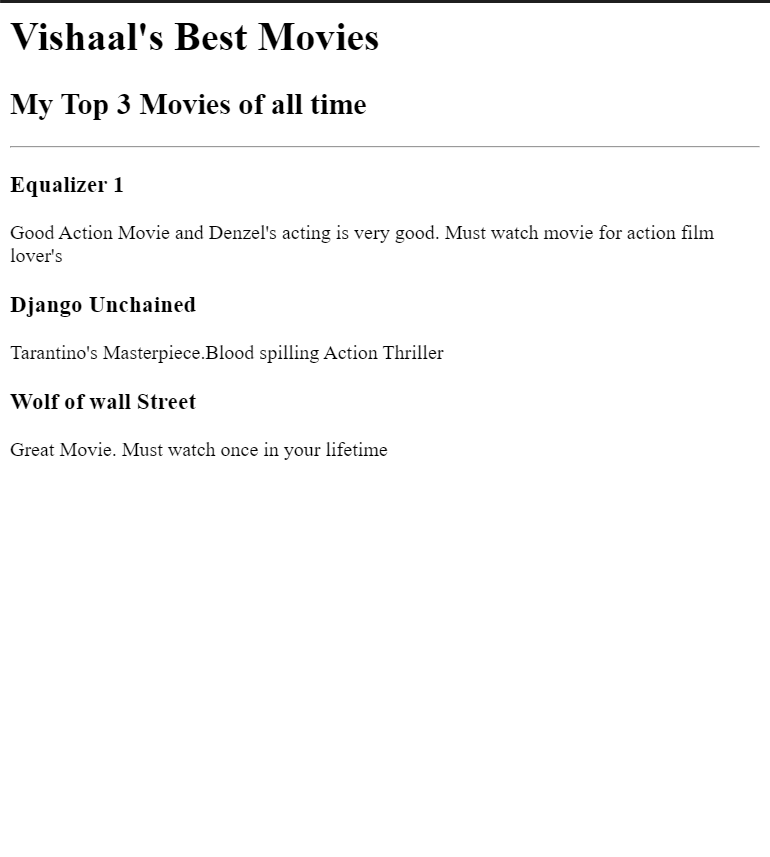 Vishaal's Best Movies
My Top 3 Movies of all time
Equalizer 1
Good Action Movie and Denzel's acting is very good. Must watch movie for action film
lover's
Django Unchained
Tarantino's Masterpiece.Blood spilling Action Thriller
Wolf of wall Street
Great Movie. Must watch once in your lifetime